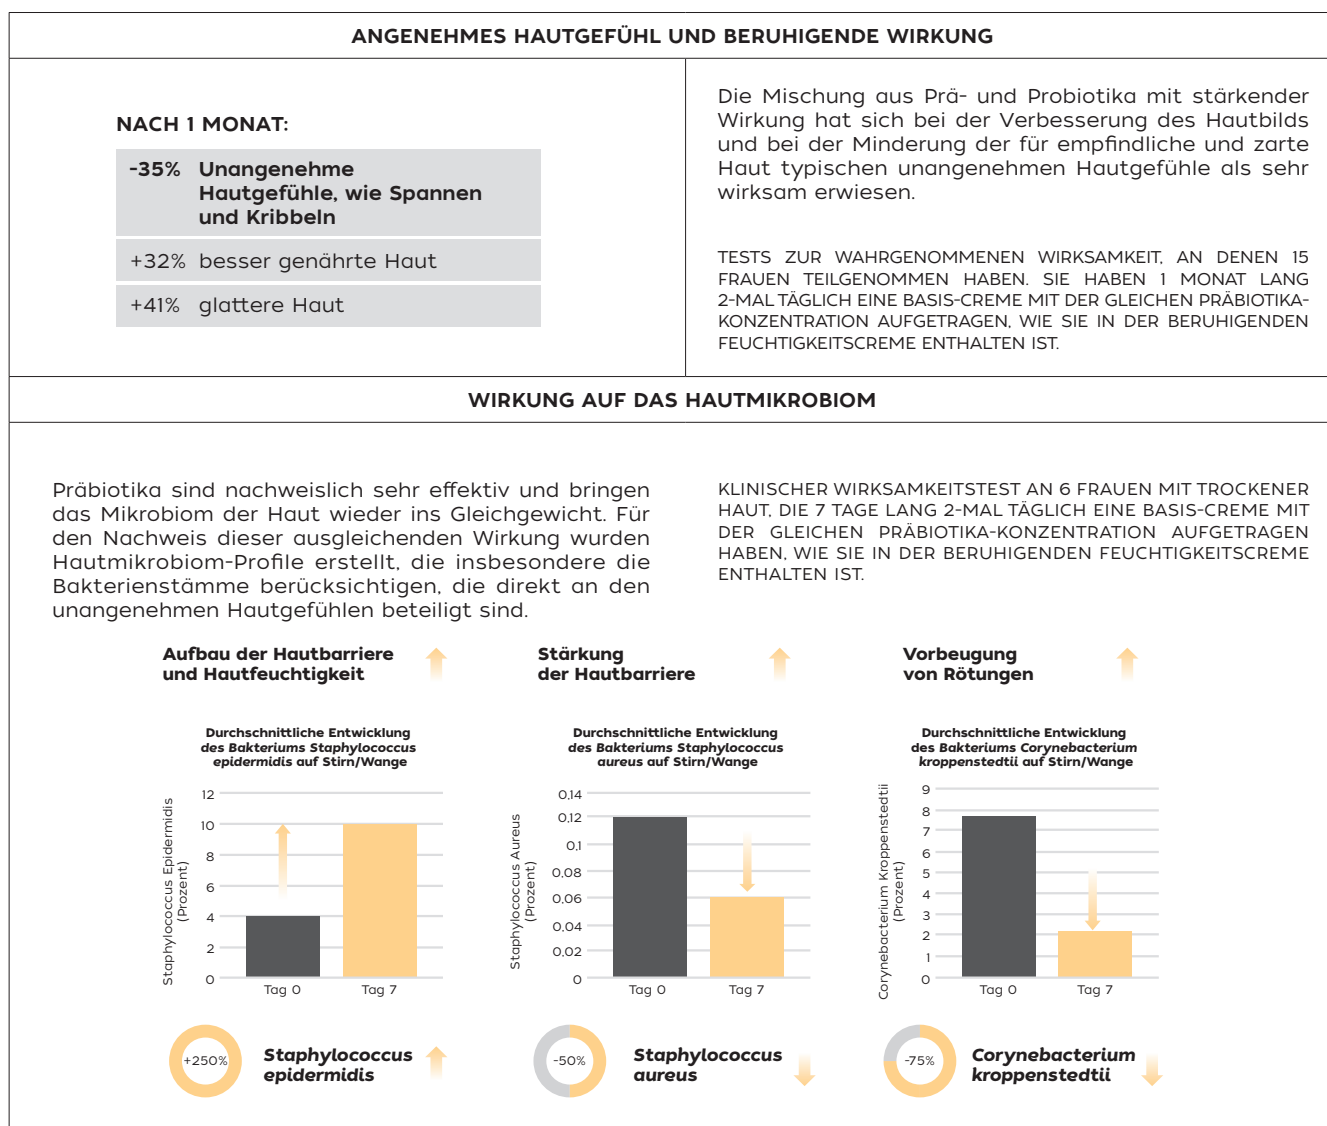 ANGENEHMES HAUTGEFÜHL UND BERUHIGENDE WIRKUNG
NACH 1 MONAT:
-35% Unangenehme
Hautgefühle, wie Spannen
und Kribbeln
+32% besser genährte Haut
+41% glattere Haut
Die Mischung aus Prä- und Probiotika mit stärkender
Wirkung hat sich bei der Verbesserung des Hautbilds
und bei der Minderung der für empfindliche und zarte
Haut typischen unangenehmen Hautgefühle als sehr
wirksam erwiesen.
TESTS ZUR WAHRGENOMMENEN WIRKSAMKEIT, AN DENEN 15
FRAUEN TEILGENOMMEN HABEN. SIE HABEN 1 MONAT LANG
2-MAL TÄGLICH EINE BASIS-CREME MIT DER GLEICHEN PRÄBIOTIKA-
KONZENTRATION AUFGETRAGEN, WIE SIE IN DER BERUHIGENDEN
FEUCHTIGKEITSCREME ENTHALTEN IST.
WIRKUNG AUF DAS HAUTMIKROBIOM
Präbiotika sind nachweislich sehr effektiv und bringen
das Mikrobiom der Haut wieder ins Gleichgewicht. Für
den Nachweis dieser ausgleichenden Wirkung wurden
Hautmikrobiom-Profile erstellt, die insbesondere die
Bakterienstämme berücksichtigen, die direkt an den
unangenehmen Hautgefühlen beteiligt sind.
KLINISCHER WIRKSAMKEITSTEST AN 6 FRAUEN MIT TROCKENER
HAUT, DIE 7 TAGE LANG 2-MAL TÄGLICH EINE BASIS-CREME MIT
DER GLEICHEN PRÄBIOTIKA-KONZENTRATION AUFGETRAGEN
HABEN, WIE SIE IN DER BERUHIGENDEN FEUCHTIGKEITSCREME
ENTHALTEN IST.
Aufbau der Hautbarriere
und Hautfeuchtigkeit
Durchschnittliche Entwicklung
des Bakteriums Staphylococcus
epidermidis auf Stirn/Wange
Staphylococcus Epidermidis
(Prozent)
12
10
8
6
4
2
0
Tag 0 Tag 7
+250%
Staphylococcus
epidermidis
Stärkung
der Hautbarriere
Durchschnittliche Entwicklung
des Bakteriums Staphylococcus
aureus auf Stirn/Wange
Staphylococcus Aureus
(Prozent)
0,14
0,12
0,1
0,08
0,06
0,04
0,02
0
Tag 0 Tag 7
-50%
Staphylococcus
aureus
Vorbeugung
von Rötungen
Durchschnittliche Entwicklung
des Bakteriums Corynebacterium
kroppenstedtii auf Stirn/Wange
Corynebacterium Kroppenstedtii
(Prozent)
9
8
7
6
5
4
3
2
1
0
Tag 0 Tag 7
-75%
Corynebacterium
kroppenstedtii